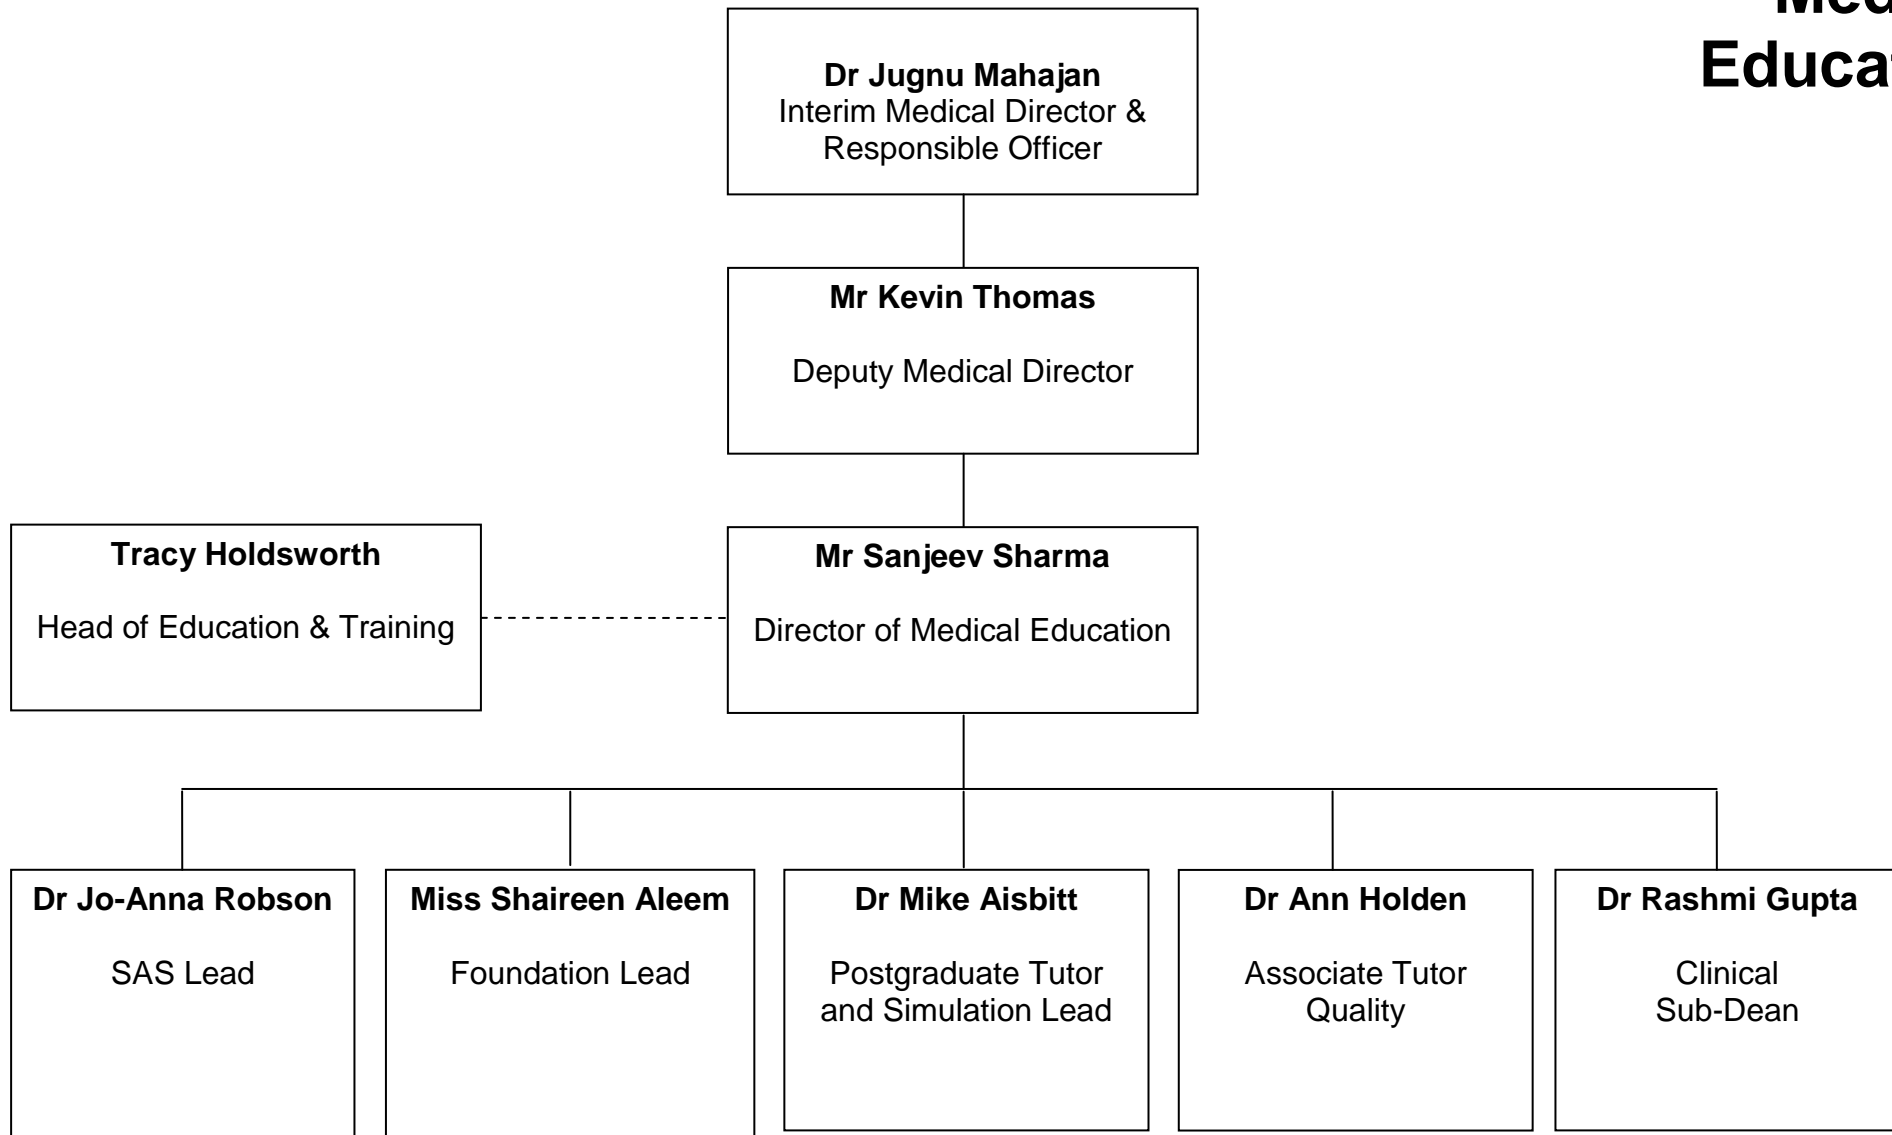 Dr Jugnu Mahajan
Interim Medical Director &
Responsible Officer
Mr Kevin Thomas
Deputy Medical Director
Tracy Holdsworth
Head of Education & Training
Mr Sanjeev Sharma
Director of Medical Education
Dr Jo-Anna Robson
SAS Lead
Miss Shaireen Aleem
Foundation Lead
Dr Mike Aisbitt
Postgraduate Tutor
and Simulation Lead
Dr Ann Holden
Associate Tutor
Quality
Dr Rashmi Gupta
Clinical
Sub-Dean